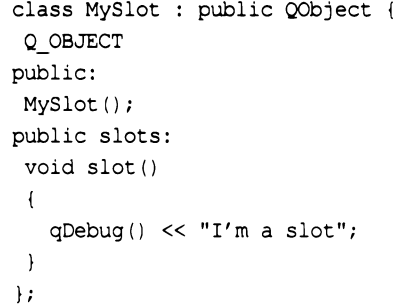 class MySlot : public QObject {
Q_OBJECT
public:
MySlot();
public slots:
void slot()
{
qDebug() << "I'm a slot";
}
};